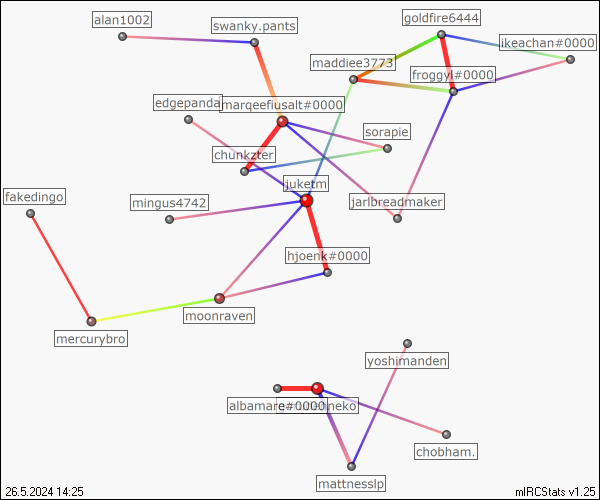 alan1002
swanky.pants
goldfire6444
ikeachan#0000
maddiee3773
froggyl#0000
edgepanda
marqeefiusalt#0000
sorapie
chunkzter
juketm
fakedingo
mingus4742
jarlbreadmaker
hjoenk#0000
moonraven
mercurybro
yoshimanden
albamare#0000
neko
chobham.
mattnesslp
26.5.2024 14:25
mIRCStats v1.25